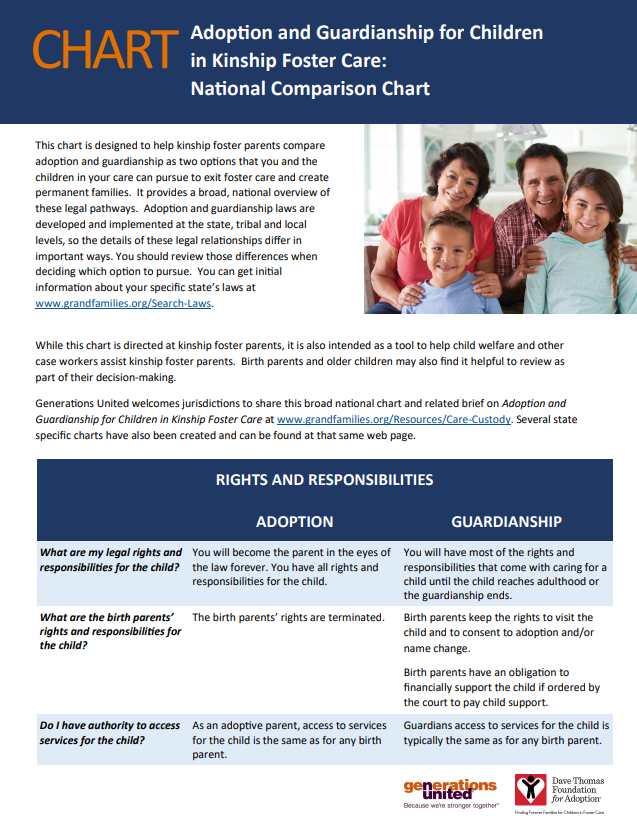 CHART
Adoption and Guardianship for Children
in Kinship Foster Care:
National Comparison Chart
This chart is designed to help kinship foster parents compare
adoption and guardianship as two options that you and the
children in your care can pursue to exit foster care and create
permanent families.  It provides a broad, national overview of
these legal pathways.  Adoption and guardianship laws are
developed and implemented at the state, tribal and local
levels, so the details of these legal relationships differ in
important ways. You should review those differences when
deciding which option to pursue.  You can get initial
information about your specific state's laws at
www.grandfamilies.org/Search-Laws.
While this chart is directed at kinship foster parents, it is also intended as a tool to help child welfare and other
case workers assist kinship foster parents.  Birth parents and older children may also find it helpful to review as
part of their decision-making.
Generations United welcomes jurisdictions to share this broad national chart and related brief on Adoption and
Guardianship for Children in Kinship Foster Care at www.grandfamilies.org/Resources/Care-Custody. Several state
specific charts have also been created and can be found at that same web page.
RIGHTS AND RESPONSIBILITIES
ADOPTION
GUARDIANSHIP
What are my legal rights and
responsibilities for the child?
You will become the parent in the eyes of
the law forever. You have all rights and
responsibilities for the child.
You will have most of the rights and
responsibilities that come with caring for a
child until the child reaches adulthood or
the guardianship ends.
What are the birth parents'
rights and responsibilities for
the child?
The birth parents' rights are terminated.
Birth parents keep the rights to visit the
child and to consent to adoption and/or
name change.
Birth parents have an obligation to
financially support the child if ordered by
the court to pay child support.
Do I have authority to access
services for the child?
As an adoptive parent, access to services
for the child is the same as for any birth
parent.
Guardians access to services for the child is
typically the same as for any birth parent.
generations
united
Because we're stronger together
Dave Thomas
Foundation
for Adoption
Finding Forever Families for Children in Foster Care